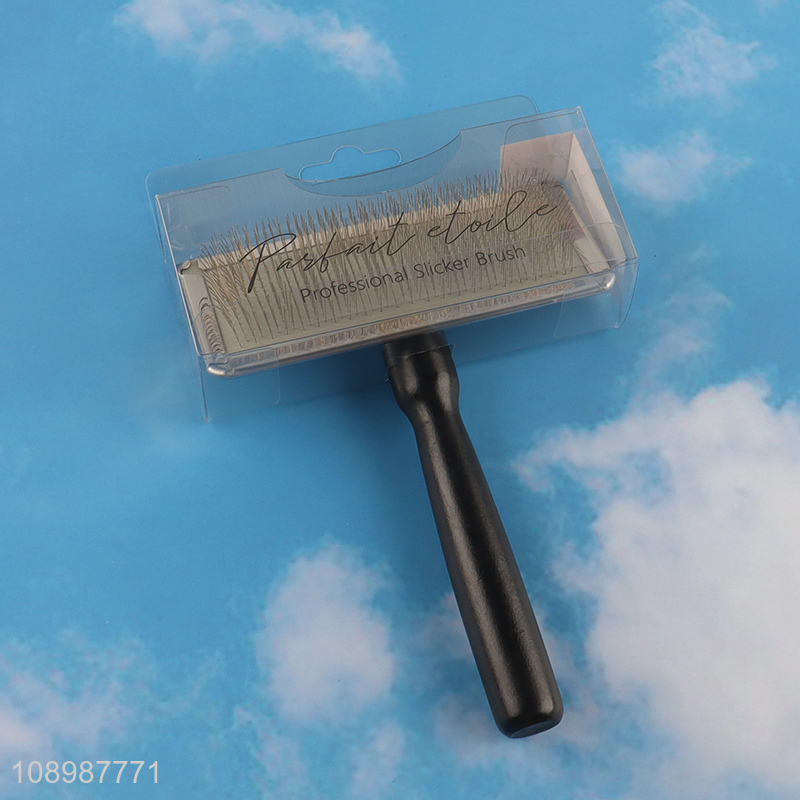 Parfait etoile
Professional Slicker Brush
108987771